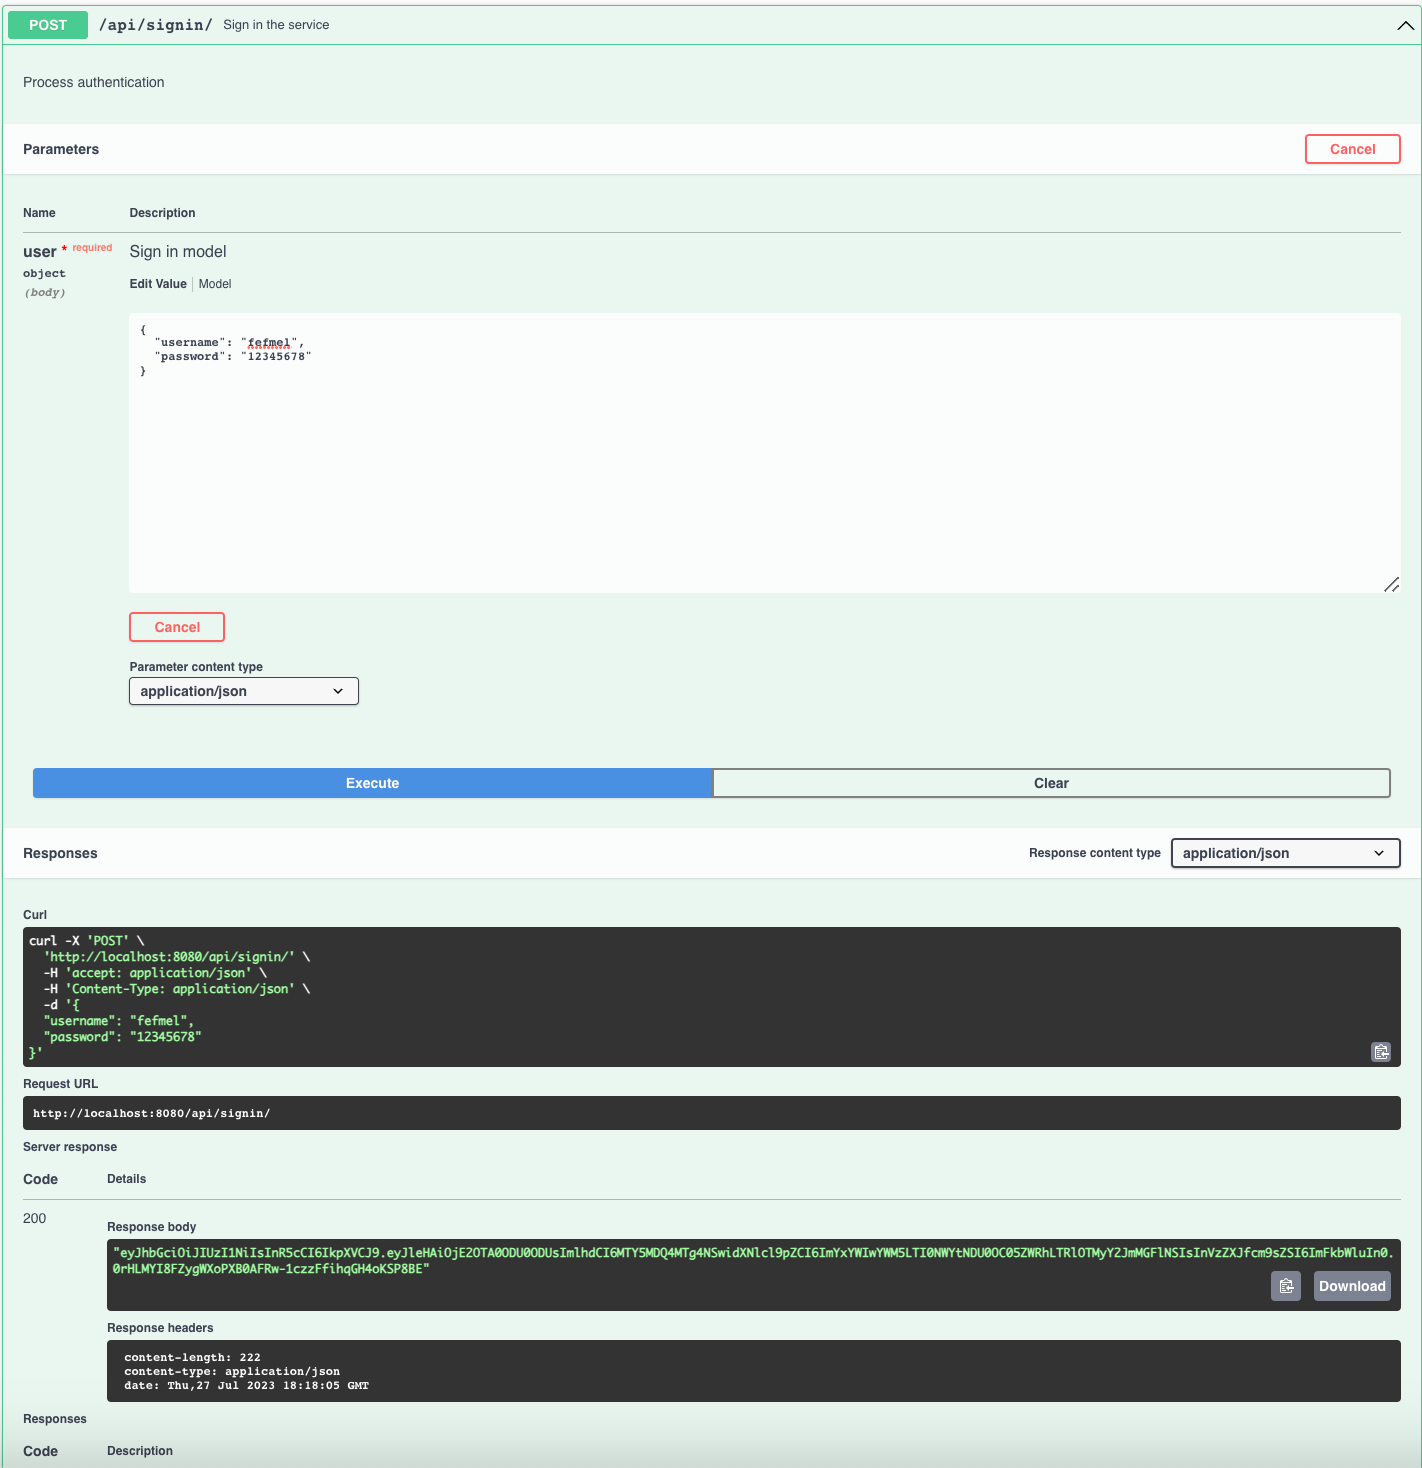 POST /api/signin/ Sign in the service
Process authentication
Parameters
Cancel
Name Description
user * required Sign in model
object
(body)
Edit Value Model
{
"username": "fefmel",
"password": "12345678"
}
Cancel
Parameter content type
application/json
Execute Clear
Responses Response content type application/json
Curl
curl -X 'POST' \
'http://localhost:8080/api/signin/' \
-H 'accept: application/json' \
-H 'Content-Type: application/json' \
-d '{
"username": "fefmel",
"password": "12345678"
}'
Request URL
http://localhost:8080/api/signin/
Server response
Code Details
200
Response body
"eyJhbGciOiJIUzI1NiIsInR5cCI6IkpXVCJ9.eyJleHAiOjE2OTA0ODU0ODUsImlhdCI6MTY5MDQ4MTg4NSwidXNlcl9pZCI6ImYxYWIwYWM5LTI0NWYtNDU0OC05ZWRhLTRlOTMyY2JmMGFlNSIsInVzZXJfcm9sZSI6ImFkbWluIn0.
0rHLMYI8FZygWXoPXB0AFRw-1czzFfihqGH4oKSP8BE"
Download
Response headers
content-length: 222
content-type: application/json
date: Thu,27 Jul 2023 18:18:05 GMT
Responses
Code Description